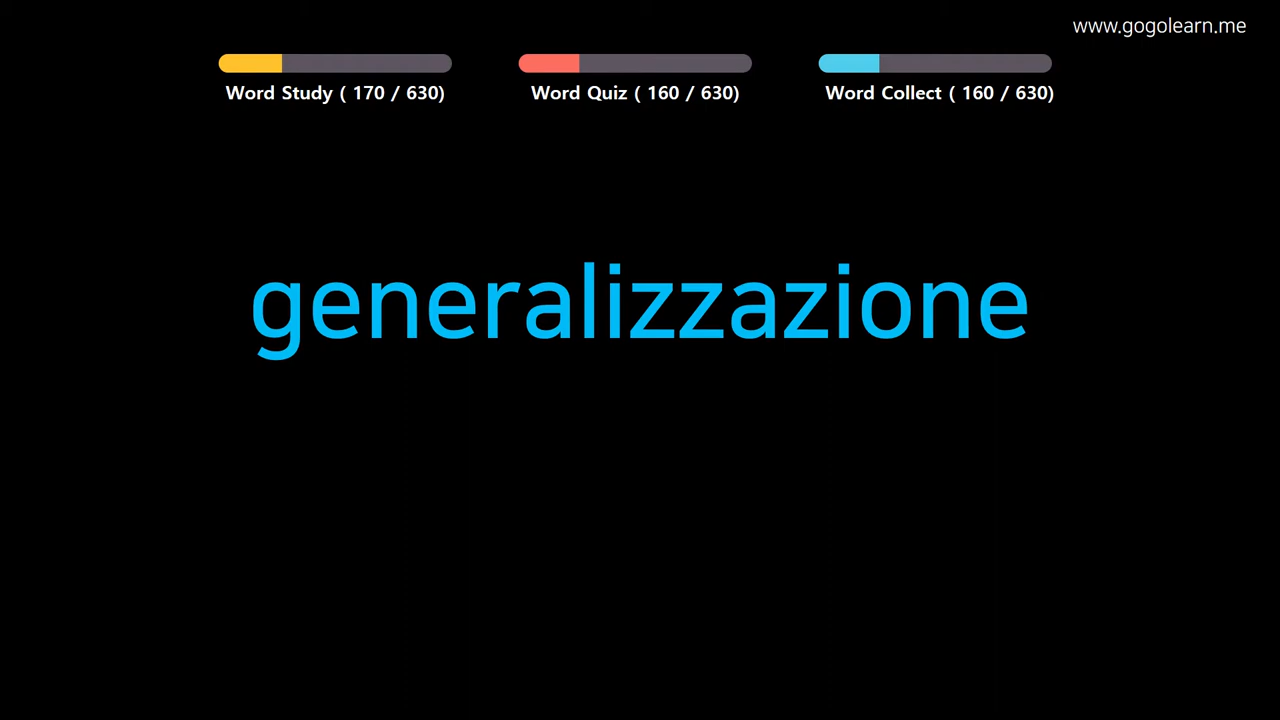 www.gogolearn.me
Word Study ( 170 / 630)
Word Quiz ( 160 / 630)
Word Collect ( 160 / 630)
generalizzazione